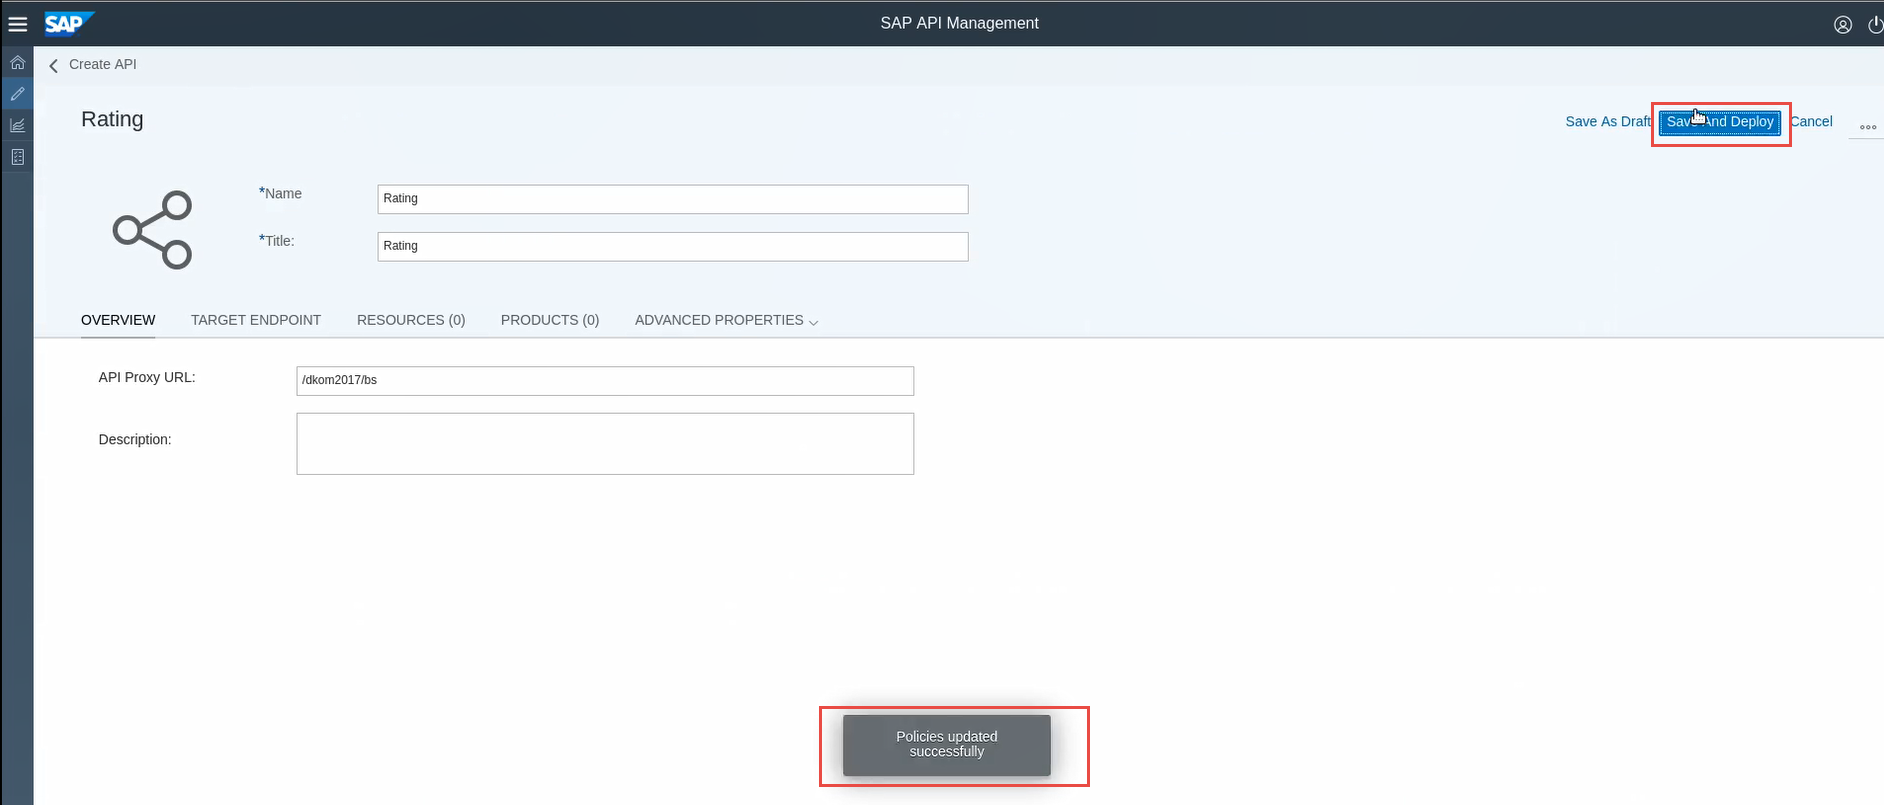 SAP
SAP API Management
Create API
Rating
Save As Draft
Save And Deploy
Cancel
*Name
Rating
*Title:
Rating
OVERVIEW
TARGET ENDPOINT
RESOURCES (0)
PRODUCTS (0)
ADVANCED PROPERTIES
API Proxy URL:
/dkom2017/bs
Description:
Policies updated
successfully